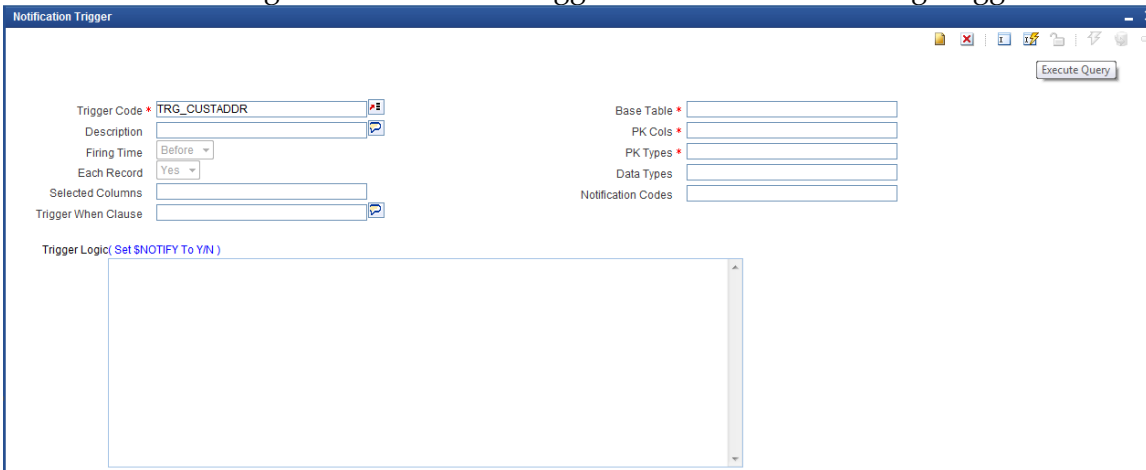 Notification Trigger
Execute Query
Trigger Code * TRG_CUSTADDR
Base Table *
Description
PK Cols *
Firing Time Before
PK Types *
Each Record Yes
Data Types
Selected Columns
Notification Codes
Trigger When Clause
Trigger Logic( Set $NOTIFY To Y/N )